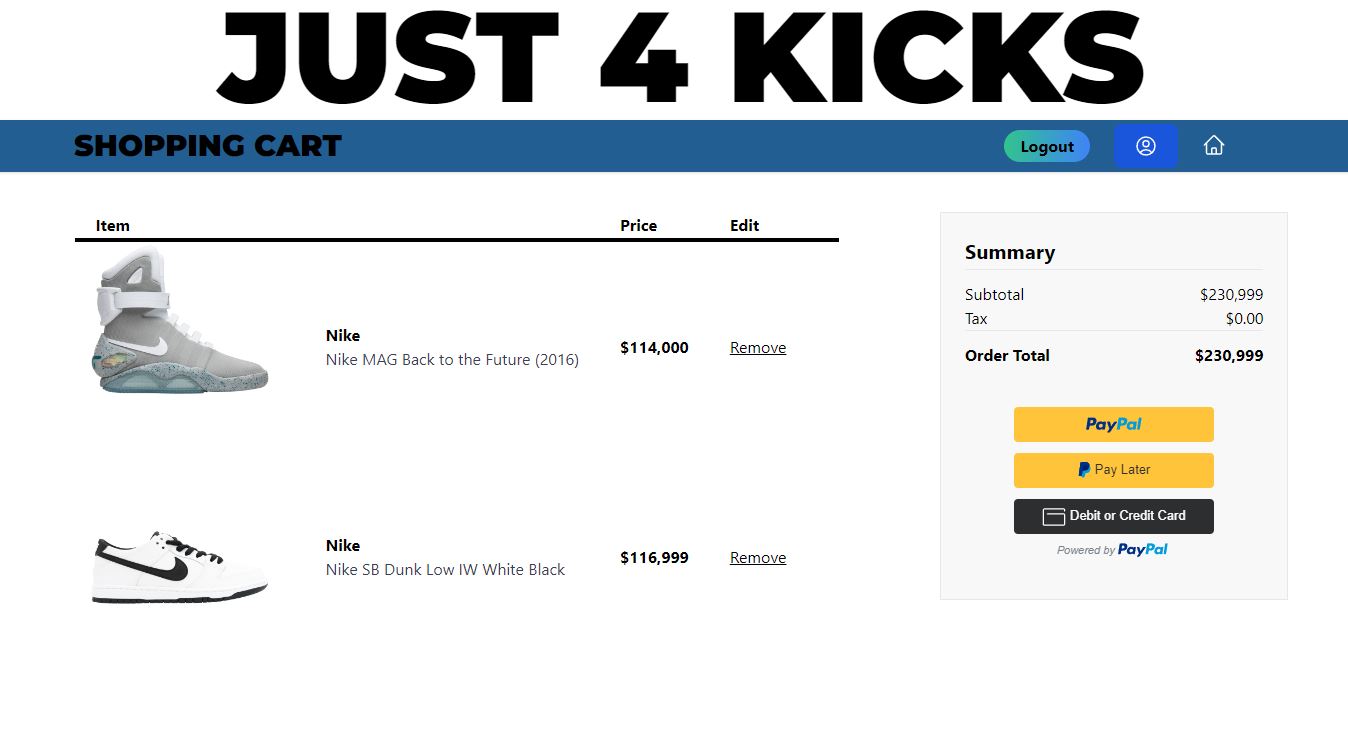 JUST 4 KICKS
SHOPPING CART
Logout
Item Price Edit
Nike
Nike MAG Back to the Future (2016)
$114,000
Remove
Nike
Nike SB Dunk Low IW White Black
$116,999
Remove
Summary
Subtotal $230,999
Tax $0.00
Order Total $230,999
PayPal
Pay Later
Debit or Credit Card
Powered by PayPal